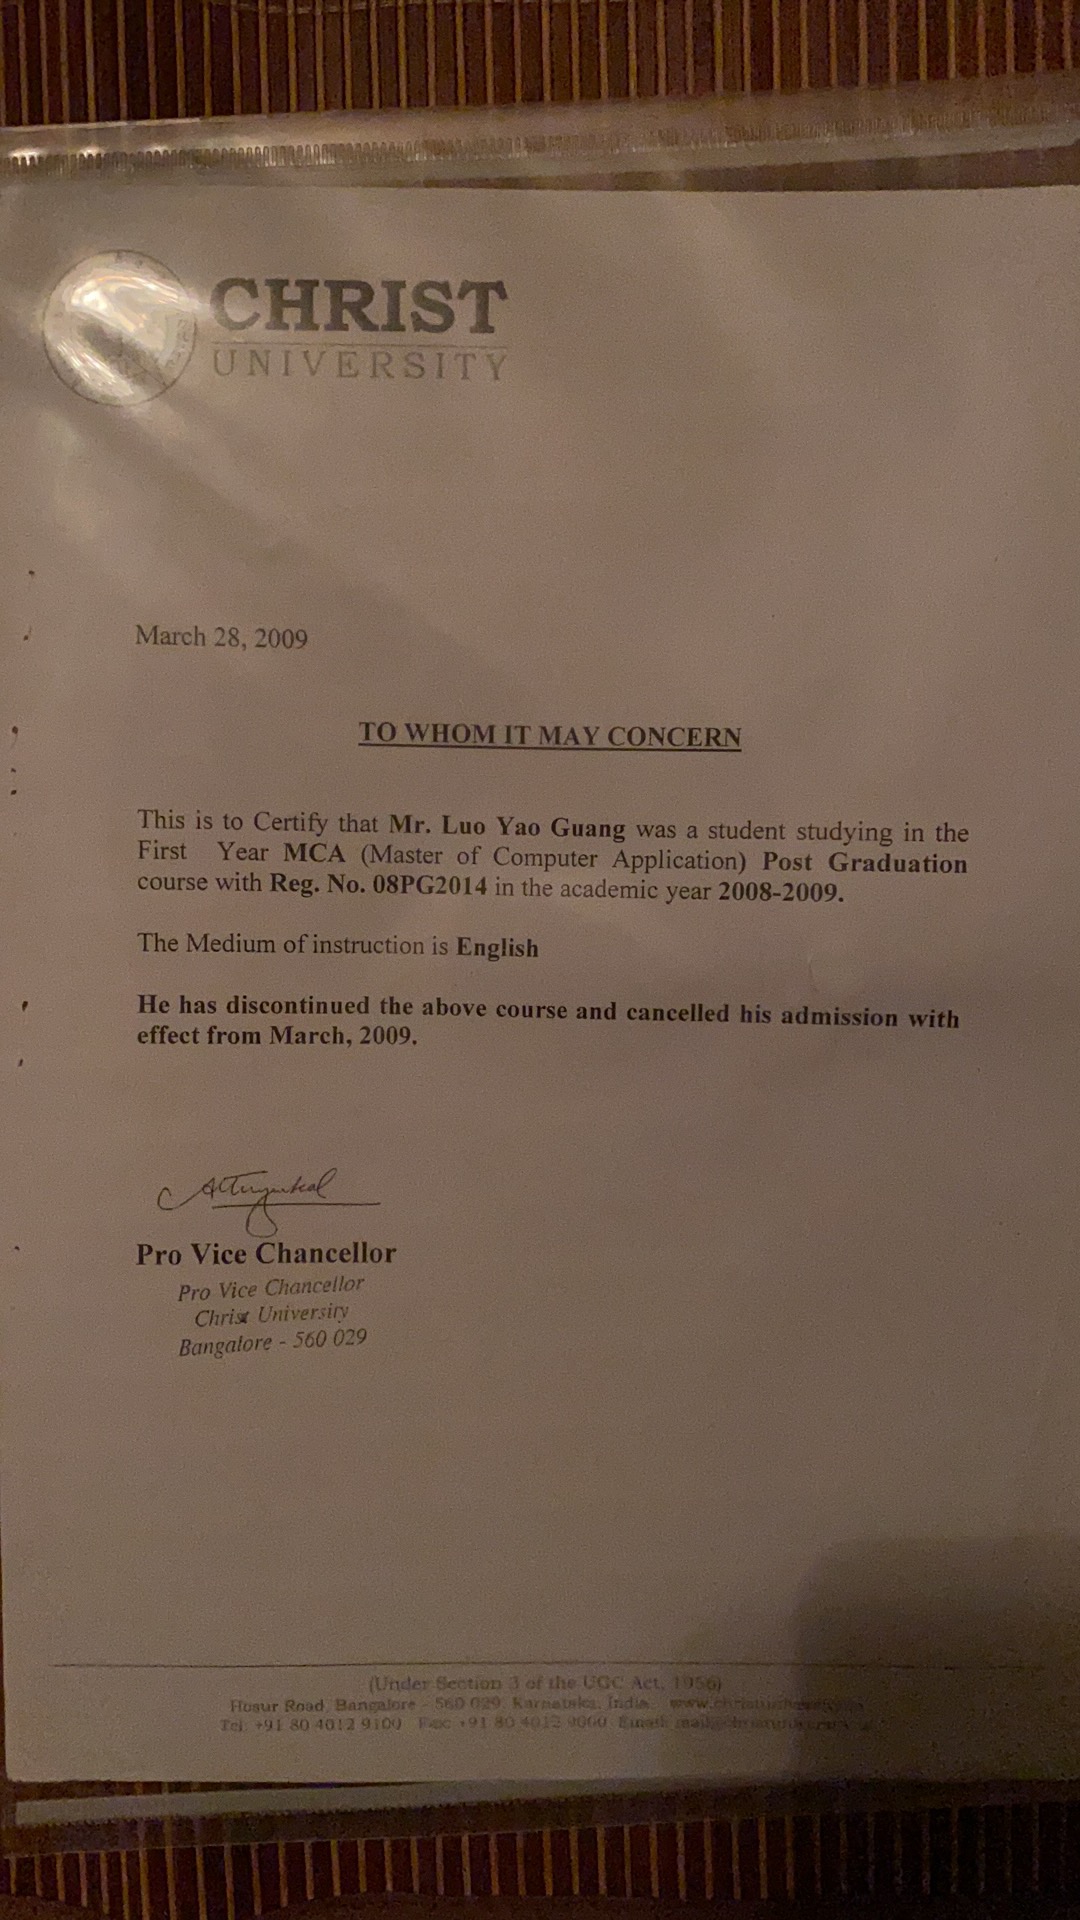 CHRIST
UNIVERSITY
March 28, 2009
TO WHOM IT MAY CONCERN
This is to Certify that Mr. Luo Yao Guang was a student studying in the
First Year MCA (Master of Computer Application) Post Graduation
course with Reg. No. 08PG2014 in the academic year 2008-2009.
The Medium of instruction is English
He has discontinued the above course and cancelled his admission with
effect from March, 2009.
Pro Vice Chancellor
Pro Vice Chancellor
Christ University
Bangalore - 560 029
(Under Section 3 of the UGC Act, 1956)
Hosur Road, Bangalore - 560 029, Karnataka, India.
Tel: +91 80 4012 9100 Fax: +91 80 4012 9000 Email: